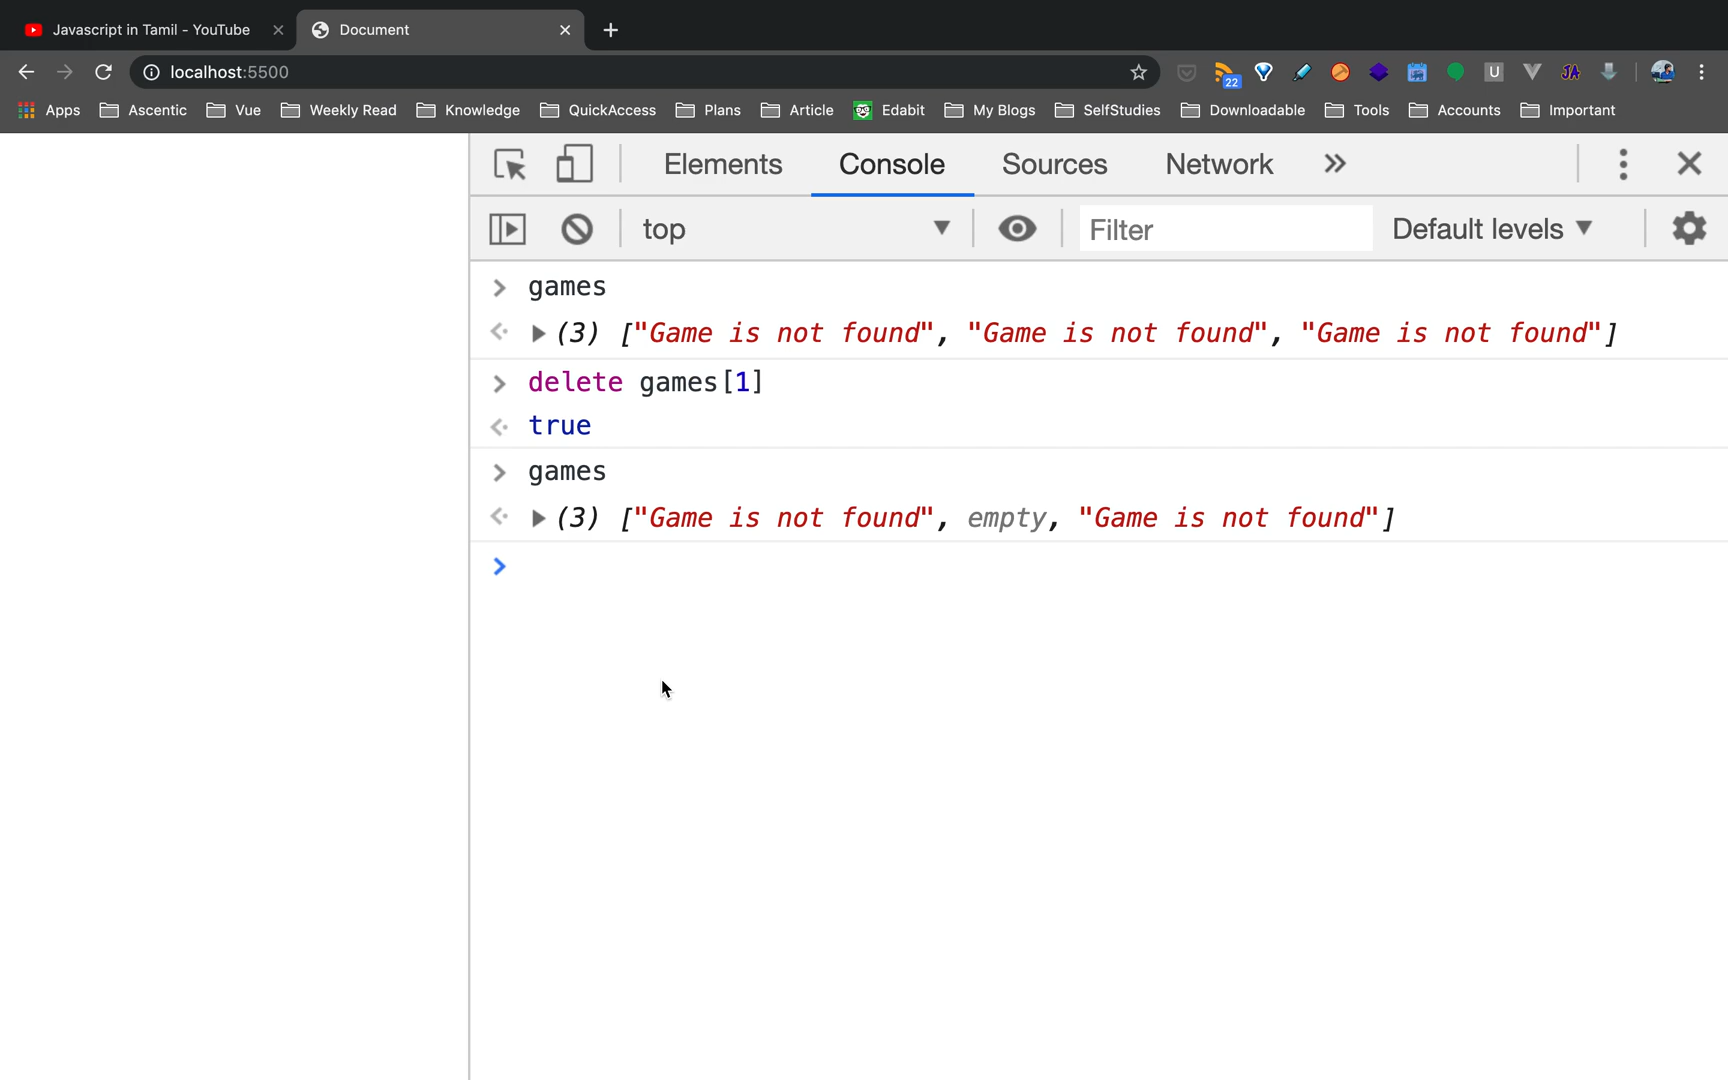 Javascript in Tamil - YouTube
Document
localhost:5500
22
U
JA
Apps Ascentic Vue Weekly Read Knowledge QuickAccess Plans Article Edabit My Blogs SelfStudies Downloadable Tools Accounts Important
Elements Console Sources Network
top Filter Default levels
games
(3) ["Game is not found", "Game is not found", "Game is not found"]
delete games[1]
true
games
(3) ["Game is not found", empty, "Game is not found"]